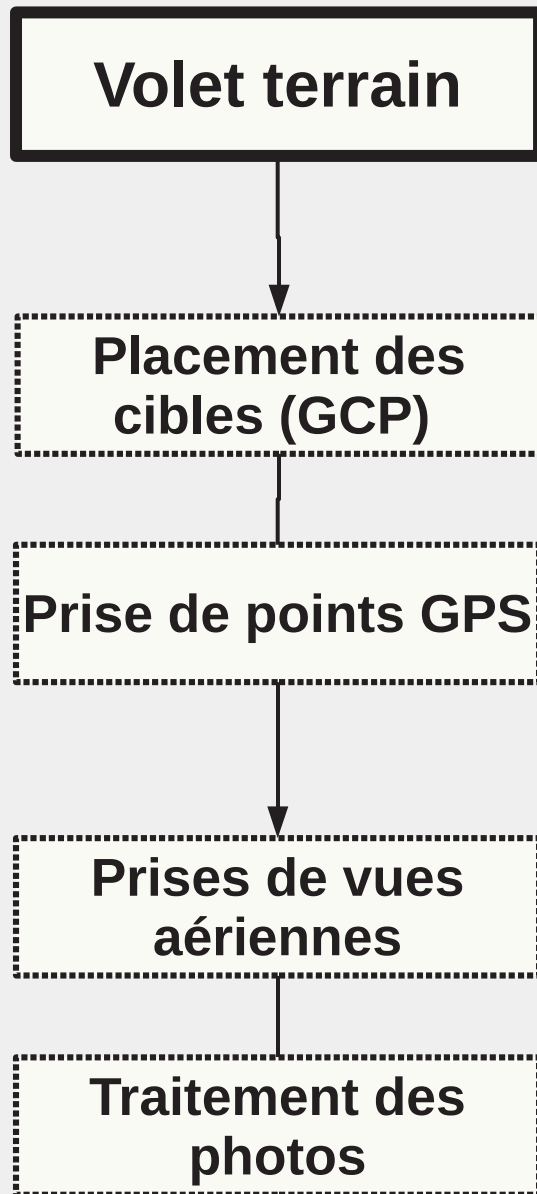 Volet terrain
Placement des
cibles (GCP)
Prise de points GPS
Prises de vues
aériennes
Traitement des
photos